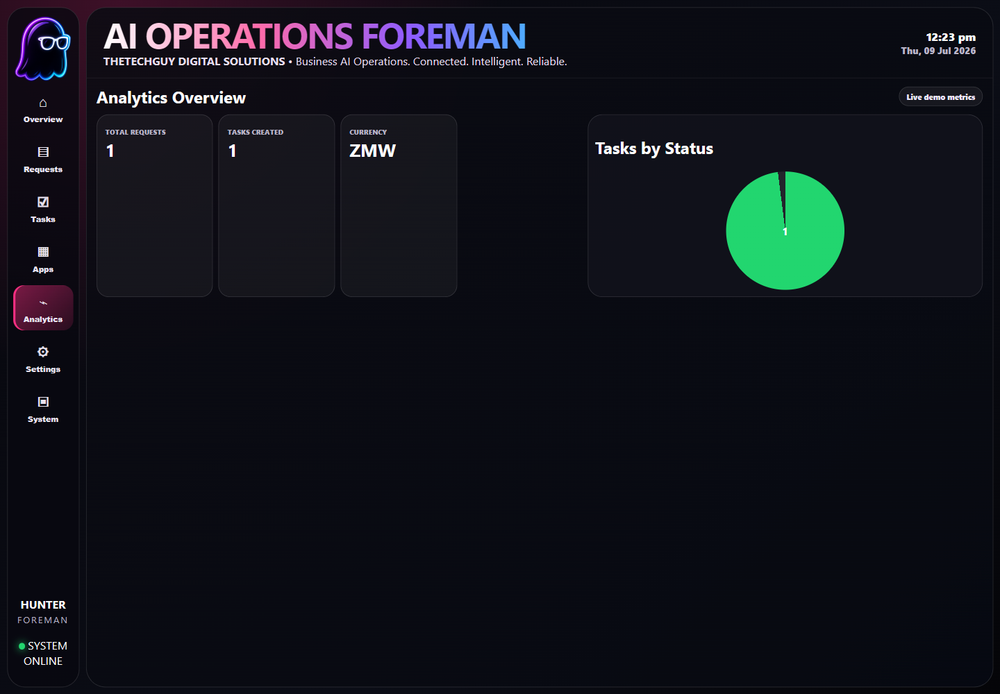 AI OPERATIONS FOREMAN
THETECHGUY DIGITAL SOLUTIONS • Business AI Operations. Connected. Intelligent. Reliable.
12:23 pm
Thu, 09 Jul 2026
Overview
Requests
Tasks
Apps
Analytics
Settings
System
HUNTER
FOREMAN
SYSTEM
ONLINE
Analytics Overview
Live demo metrics
TOTAL REQUESTS
1
TASKS CREATED
1
CURRENCY
ZMW
Tasks by Status
1